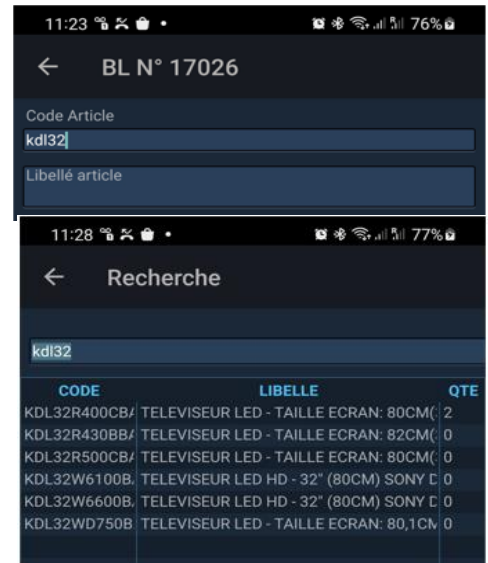 11:23 76%
BL N° 17026
Code Article
kdl32
Libellé article
11:28 77%
Recherche
kdl32
CODE LIBELLE QTE
KDL32R400CBA TELEVISEUR LED - TAILLE ECRAN: 80CM( 2
KDL32R430BBA TELEVISEUR LED - TAILLE ECRAN: 82CM( 0
KDL32R500CBA TELEVISEUR LED - TAILLE ECRAN: 80CM( 0
KDL32W6100B TELEVISEUR LED HD - 32" (80CM) SONY D 0
KDL32W6600B TELEVISEUR LED HD - 32" (80CM) SONY D 0
KDL32WD750B TELEVISEUR LED - TAILLE ECRAN: 80,1CM 0